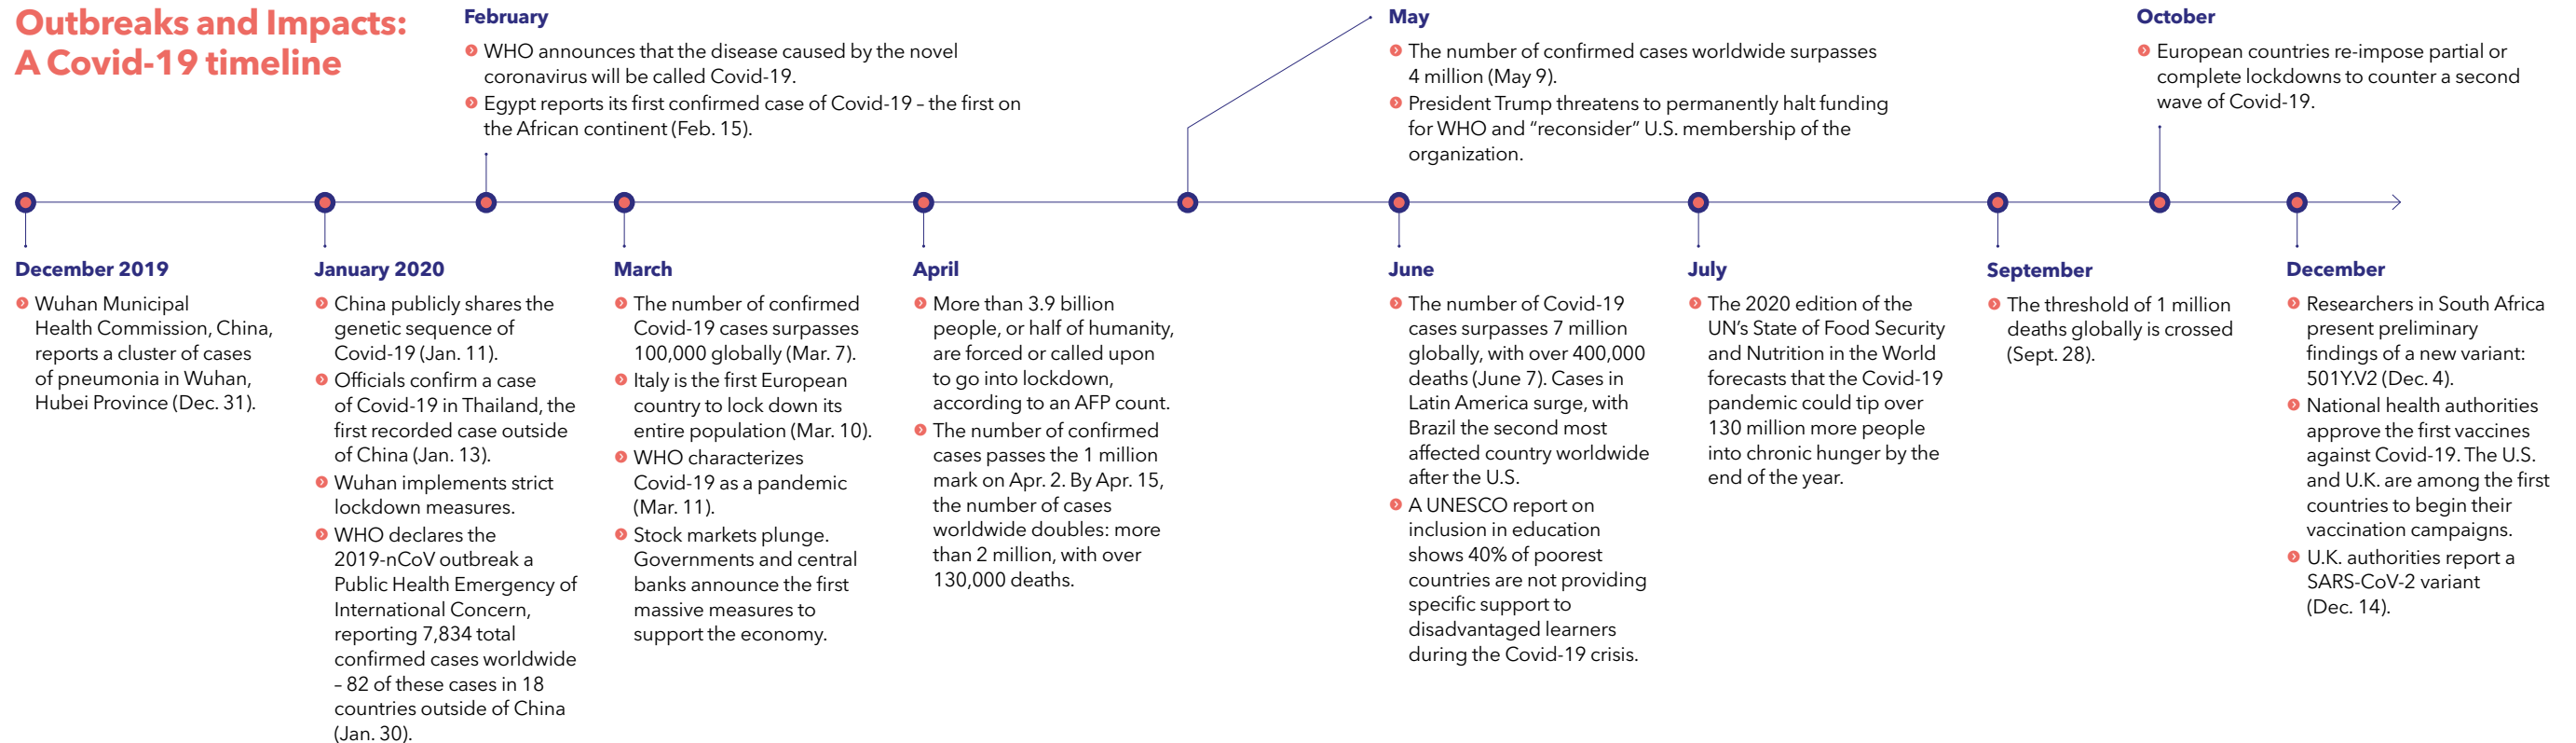 Outbreaks and Impacts:
A Covid-19 timeline
December 2019
Wuhan Municipal
Health Commission, China,
reports a cluster of cases
of pneumonia in Wuhan,
Hubei Province (Dec. 31).
January 2020
China publicly shares the
genetic sequence of
Covid-19 (Jan. 11).
Officials confirm a case
of Covid-19 in Thailand, the
first recorded case outside
of China (Jan. 13).
Wuhan implements strict
lockdown measures.
WHO declares the
2019-nCoV outbreak a
Public Health Emergency of
International Concern,
reporting 7,834 total
confirmed cases worldwide
– 82 of these cases in 18
countries outside of China
(Jan. 30).
February
WHO announces that the disease caused by the novel
coronavirus will be called Covid-19.
Egypt reports its first confirmed case of Covid-19 – the first on
the African continent (Feb. 15).
March
The number of confirmed
Covid-19 cases surpasses
100,000 globally (Mar. 7).
Italy is the first European
country to lock down its
entire population (Mar. 10).
WHO characterizes
Covid-19 as a pandemic
(Mar. 11).
Stock markets plunge.
Governments and central
banks announce the first
massive measures to
support the economy.
April
More than 3.9 billion
people, or half of humanity,
are forced or called upon
to go into lockdown,
according to an AFP count.
The number of confirmed
cases passes the 1 million
mark on Apr. 2. By Apr. 15,
the number of cases
worldwide doubles: more
than 2 million, with over
130,000 deaths.
May
The number of confirmed cases worldwide surpasses
4 million (May 9).
President Trump threatens to permanently halt funding
for WHO and “reconsider” U.S. membership of the
organization.
June
The number of Covid-19
cases surpasses 7 million
globally, with over 400,000
deaths (June 7). Cases in
Latin America surge, with
Brazil the second most
affected country worldwide
after the U.S.
A UNESCO report on
inclusion in education
shows 40% of poorest
countries are not providing
specific support to
disadvantaged learners
during the Covid-19 crisis.
July
The 2020 edition of the
UN’s State of Food Security
and Nutrition in the World
forecasts that the Covid-19
pandemic could tip over
130 million more people
into chronic hunger by the
end of the year.
September
The threshold of 1 million
deaths globally is crossed
(Sept. 28).
October
European countries re-impose partial or
complete lockdowns to counter a second
wave of Covid-19.
December
Researchers in South Africa
present preliminary
findings of a new variant:
501Y.V2 (Dec. 4).
National health authorities
approve the first vaccines
against Covid-19. The U.S.
and U.K. are among the first
countries to begin their
vaccination campaigns.
U.K. authorities report a
SARS-CoV-2 variant
(Dec. 14).